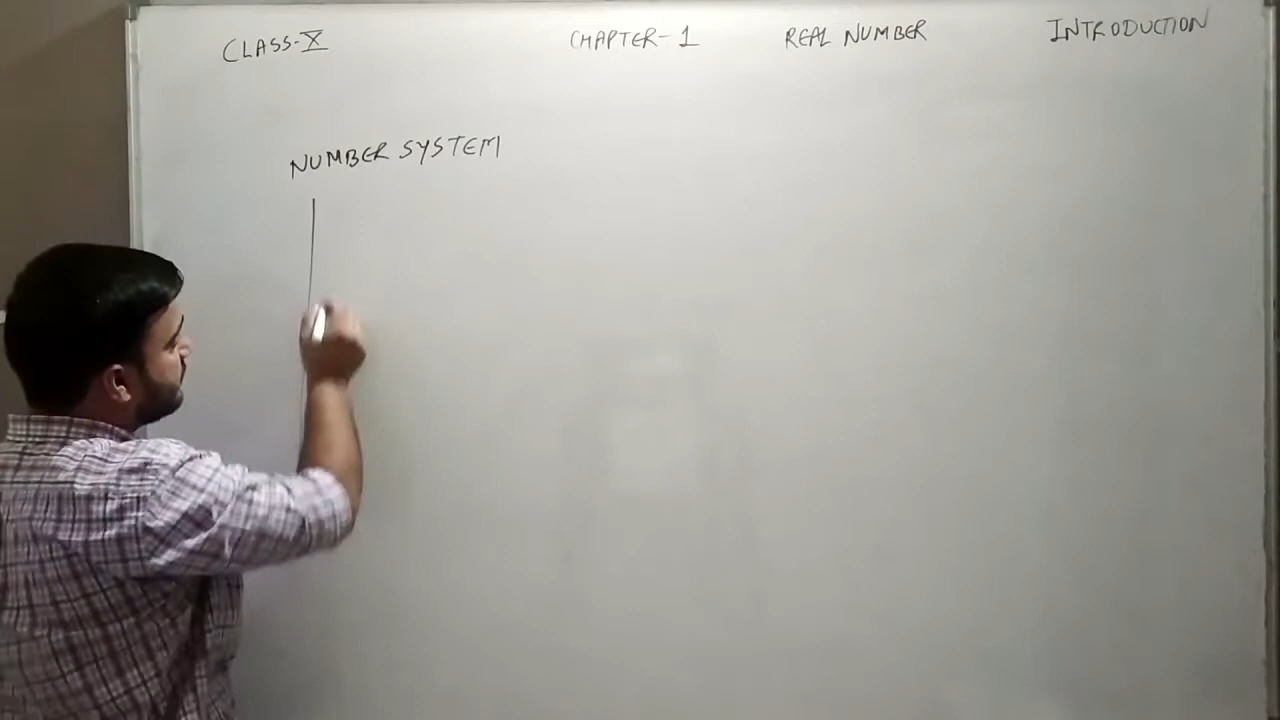 CLASS-X CHAPTER-1 REAL NUMBER INTRODUCTION
NUMBER SYSTEM